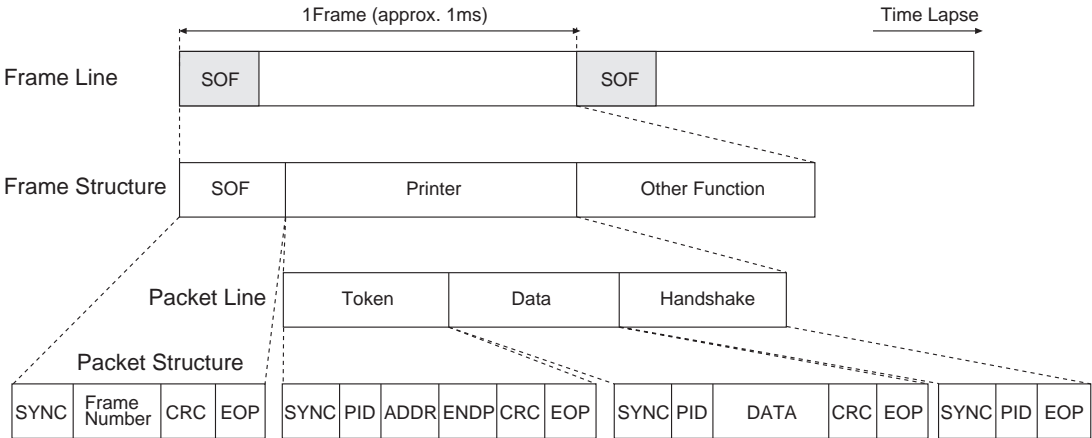 1Frame (approx. 1ms)
Time Lapse
Frame Line
SOF
SOF
Frame Structure
SOF
Printer
Other Function
Packet Line
Token
Data
Handshake
Packet Structure
SYNC
Frame
Number
CRC
EOP
SYNC
PID
ADDR
ENDP
CRC
EOP
SYNC
PID
DATA
CRC
EOP
SYNC
PID
EOP